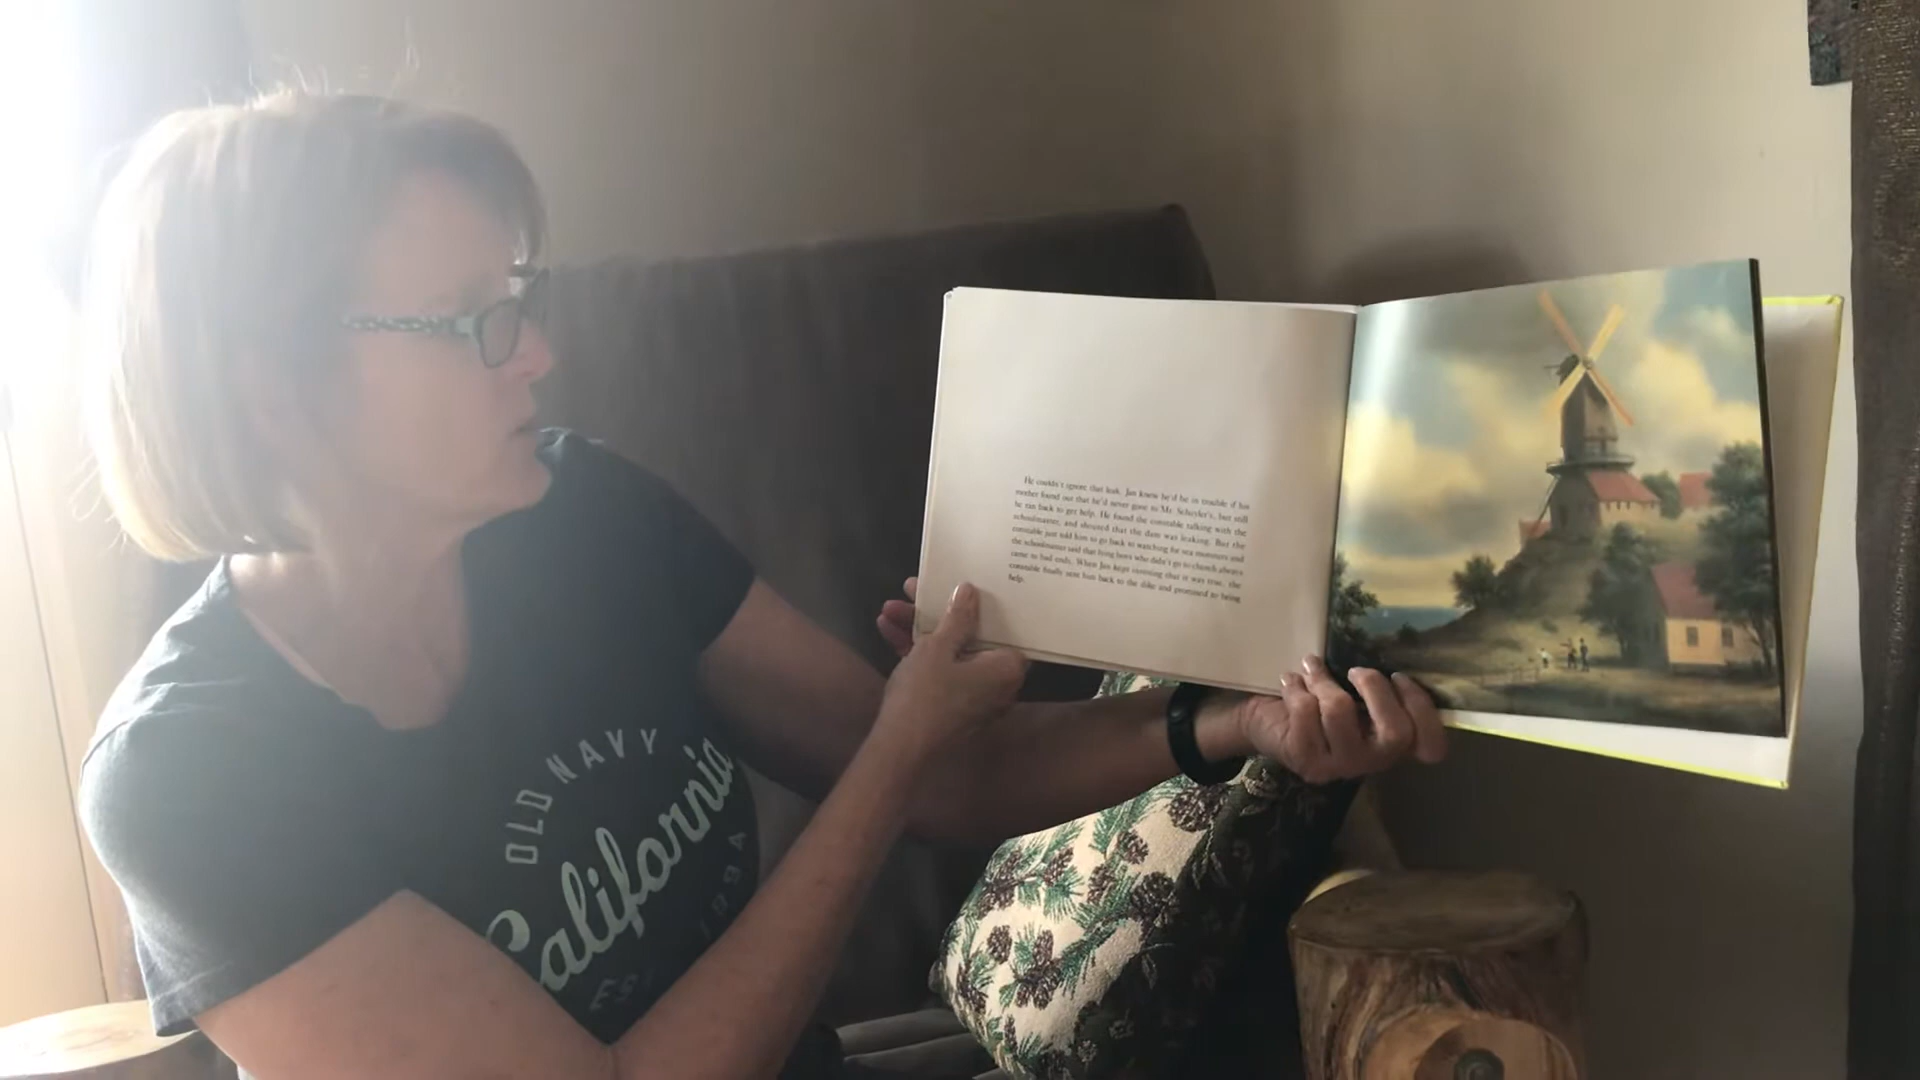 OLD NAVY
California
1994
He couldn't ignore that leak. Jan knew he'd be in trouble if his
mother found out that he'd never gone to Mr. Schuyler's, but still
he ran back to get help. He found the constable talking with the
schoolmaster, and shouted that the dam was leaking. But the
constable just told him to go back to watching for sea monsters and
the schoolmaster said that lying boys who didn't go to church always
came to bad ends. When Jan kept insisting that it was true, the
constable finally sent him back to the dike and promised to bring
help.